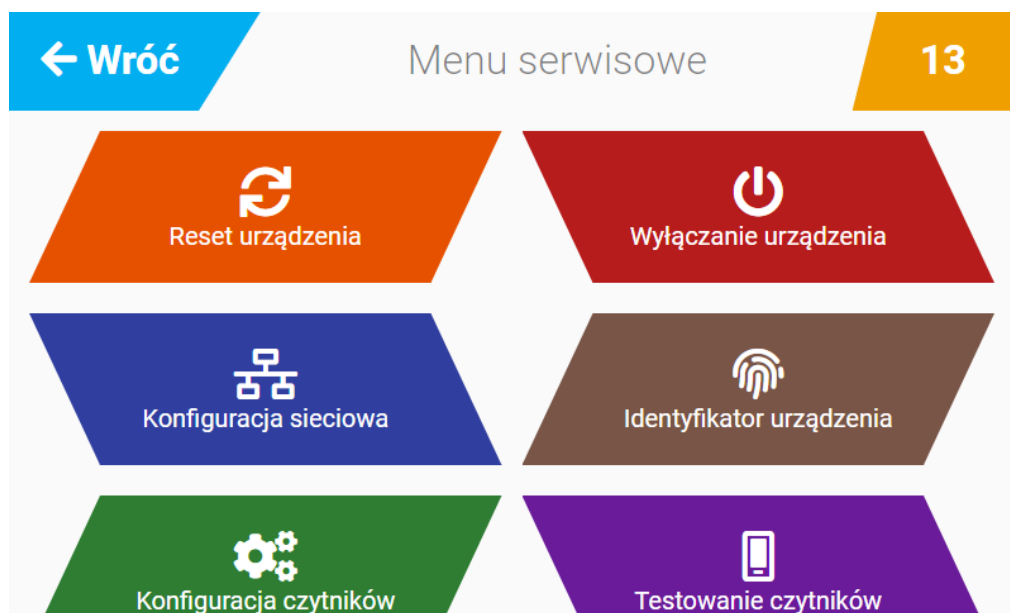 Wróć
Menu serwisowe
13
Reset urządzenia
Wyłączanie urządzenia
Konfiguracja sieciowa
Identyfikator urządzenia
Konfiguracja czytników
Testowanie czytników